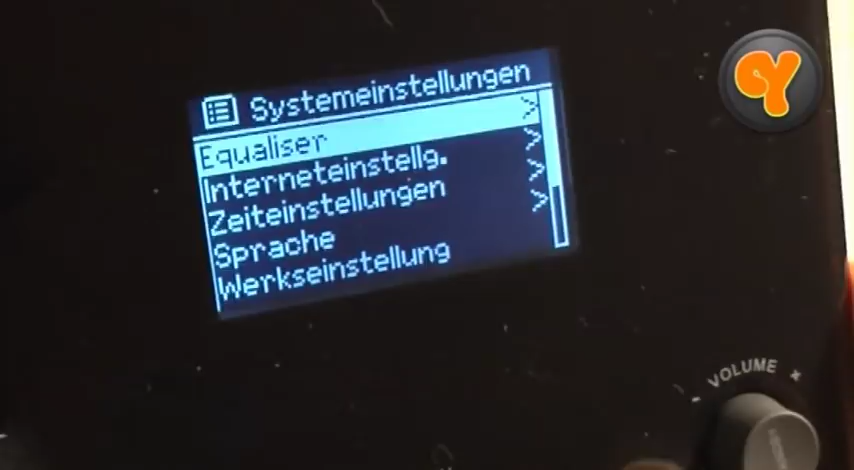 Systemeinstellungen
Equaliser >
Interneteinstellg. >
Zeiteinstellungen >
Sprache >
Werkseinstellung
- VOLUME +